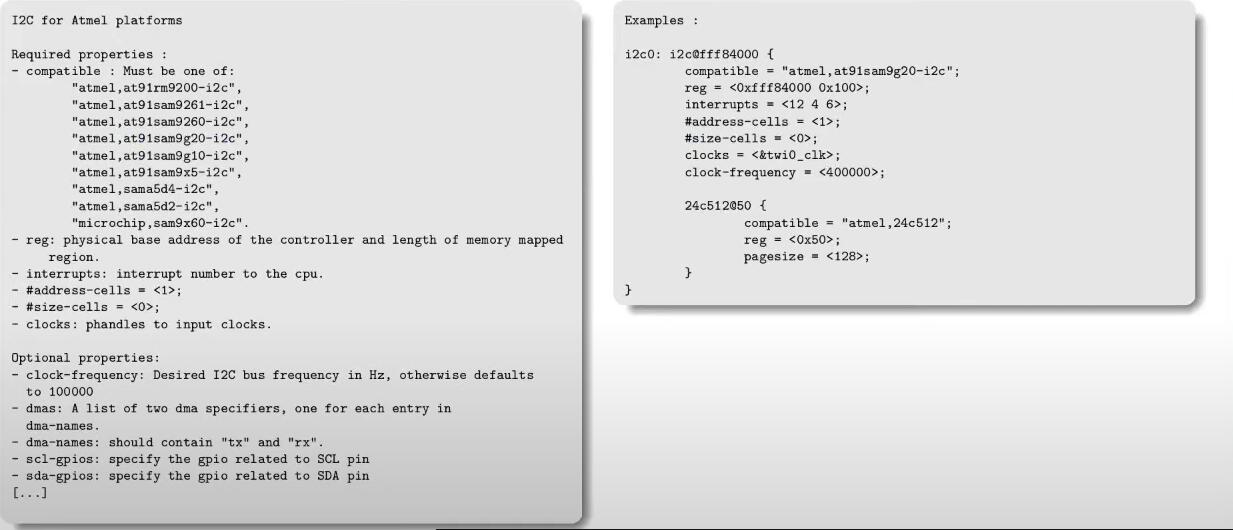 I2C for Atmel platforms
Required properties :
- compatible : Must be one of:
"atmel,at91rm9200-i2c",
"atmel,at91sam9261-i2c",
"atmel,at91sam9260-i2c",
"atmel,at91sam9g20-i2c",
"atmel,at91sam9g10-i2c",
"atmel,at91sam9x5-i2c",
"atmel,sama5d4-i2c",
"atmel,sama5d2-i2c",
"microchip,sam9x60-i2c".
- reg: physical base address of the controller and length of memory mapped
region.
- interrupts: interrupt number to the cpu.
- #address-cells = <1>;
- #size-cells = <0>;
- clocks: phandles to input clocks.
Optional properties:
- clock-frequency: Desired I2C bus frequency in Hz, otherwise defaults
to 100000
- dmas: A list of two dma specifiers, one for each entry in
dma-names.
- dma-names: should contain "tx" and "rx".
- scl-gpios: specify the gpio related to SCL pin
- sda-gpios: specify the gpio related to SDA pin
[...]
Examples :
i2c0: i2c@fff84000 {
compatible = "atmel,at91sam9g20-i2c";
reg = <0xfff84000 0x100>;
interrupts = <12 4 6>;
#address-cells = <1>;
#size-cells = <0>;
clocks = <&twi0_clk>;
clock-frequency = <400000>;
24c512@50 {
compatible = "atmel,24c512";
reg = <0x50>;
pagesize = <128>;
}
}